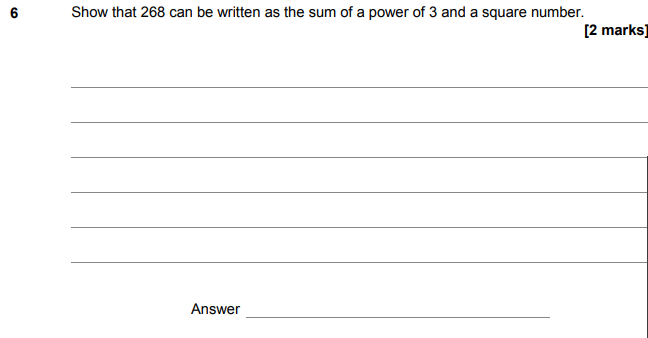 6 Show that 268 can be written as the sum of a power of 3 and a square number.
[2 marks]
Answer